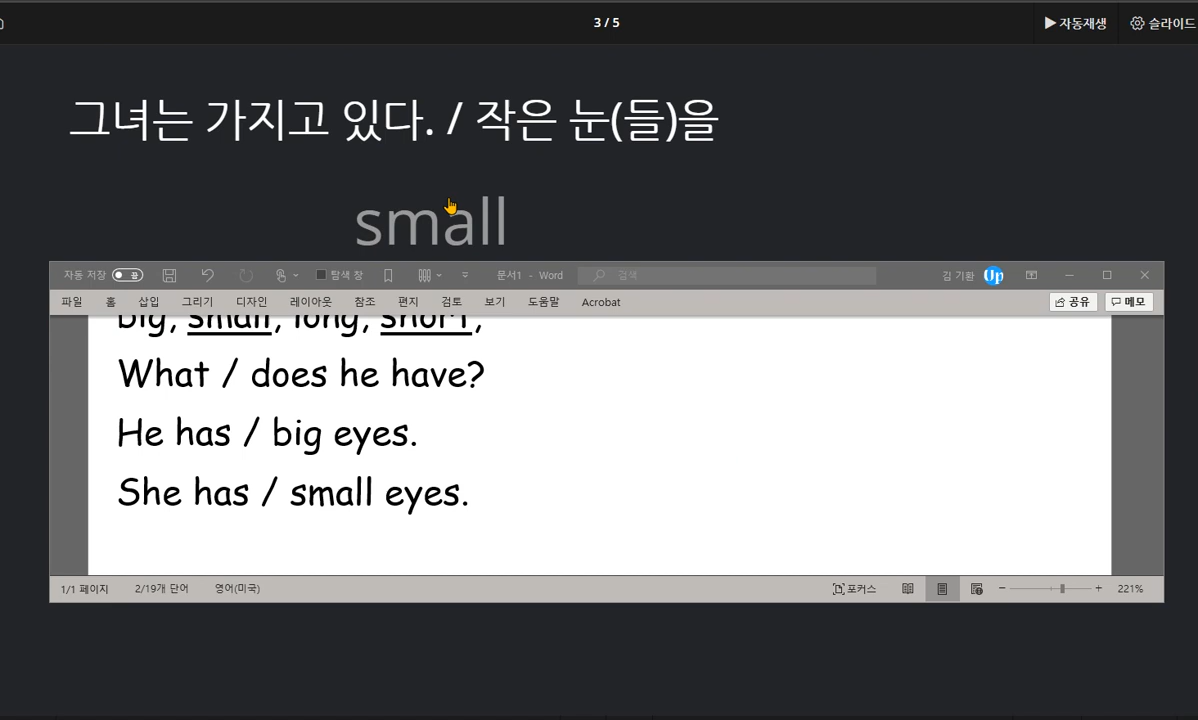 3 / 5
▶자동재생
슬라이드
그녀는 가지고 있다. / 작은 눈(들)을
small
자동 저장 끔 탐색 창 문서1 - Word 검색 김 기환 Up
파일 홈 삽입 그리기 디자인 레이아웃 참조 편지 검토 보기 도움말 Acrobat 공유 메모
big, small, long, short,
What / does he have?
He has / big eyes.
She has / small eyes.
1/1 페이지 2/19개 단어 영어(미국) 포커스 − + 221%